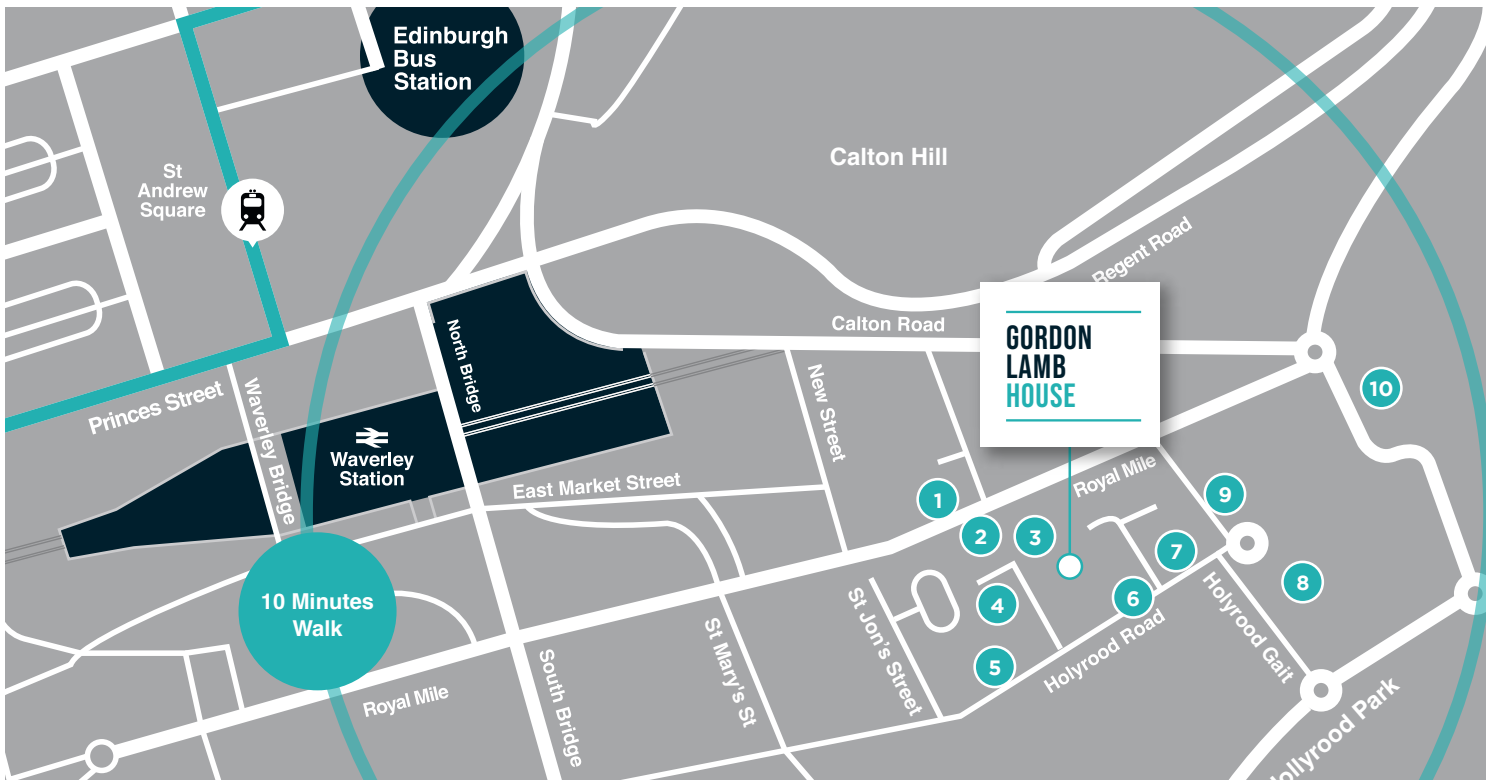 Edinburgh
Bus
Station
St
Andrew
Square
Calton Hill
Regent Road
Calton Road
GORDON
LAMB
HOUSE
North Bridge
Princes Street
Waverley Bridge
Waverley
Station
New Street
East Market Street
Royal Mile
10
1
2
3
9
7
8
4
6
5
10 Minutes
Walk
St Jon's Street
Holyrood Road
Holyrood Gait
St Mary's St
South Bridge
Royal Mile
Hollyrood Park